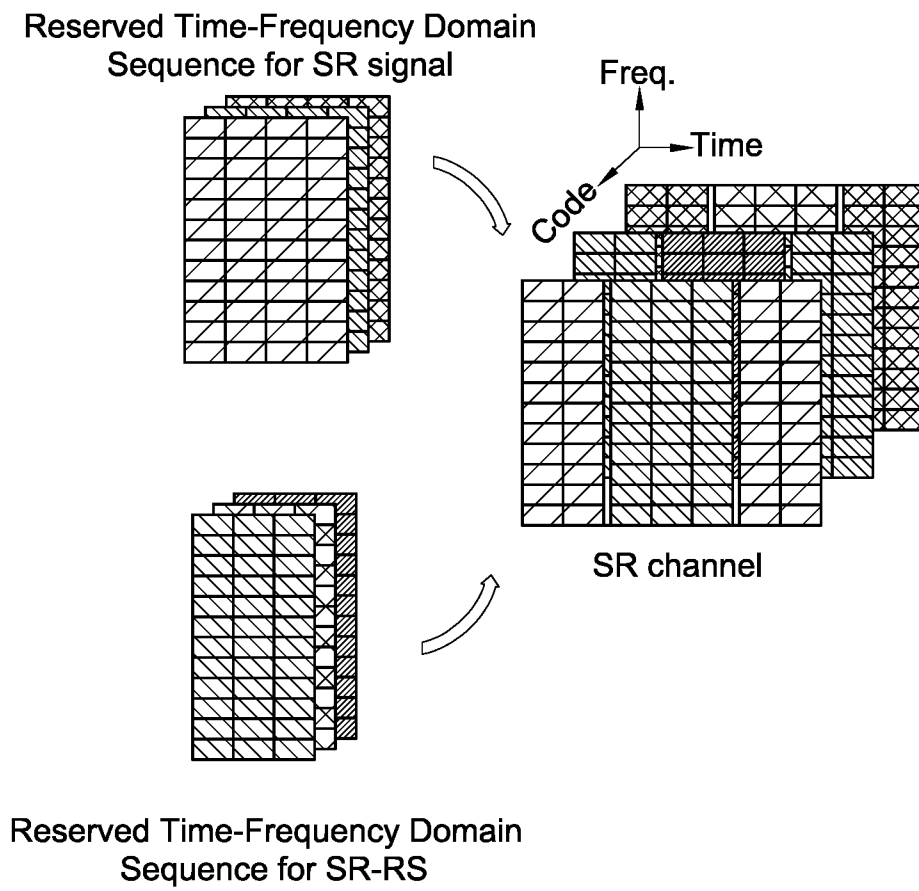 Reserved Time-Frequency Domain
Sequence for SR signal
Freq.
Time
Code
SR channel
Reserved Time-Frequency Domain
Sequence for SR-RS